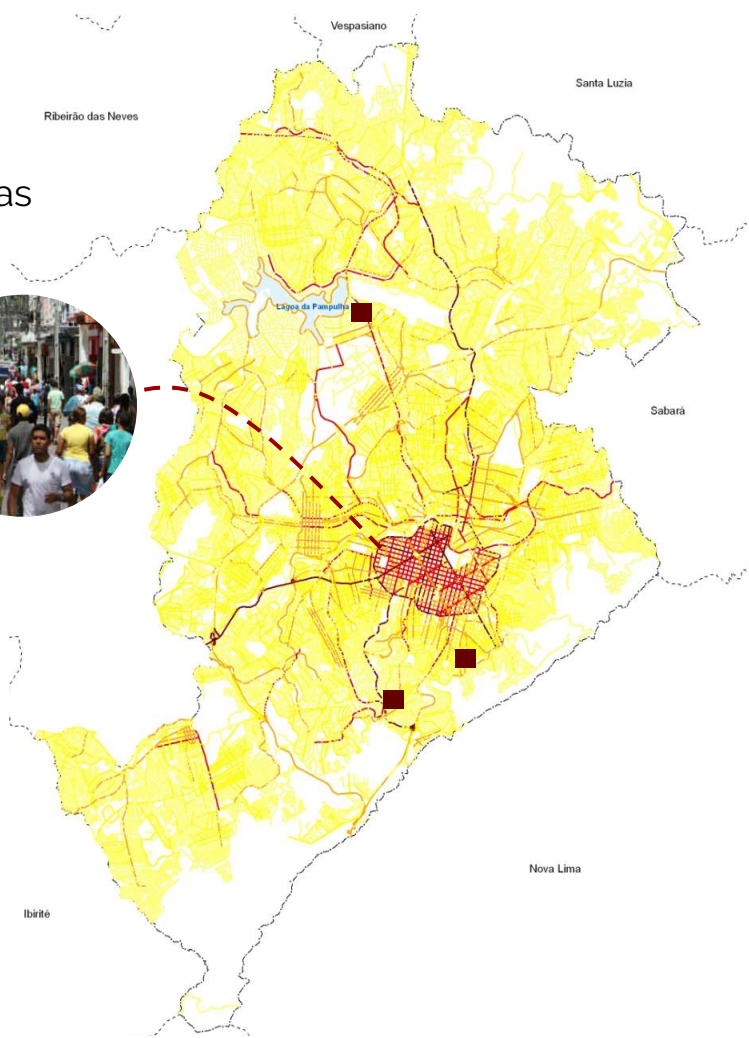 Vespasiano
Santa Luzia
Ribeirão das Neves
as
Lagoa da Pampulha
Sabará
Nova Lima
Ibirité